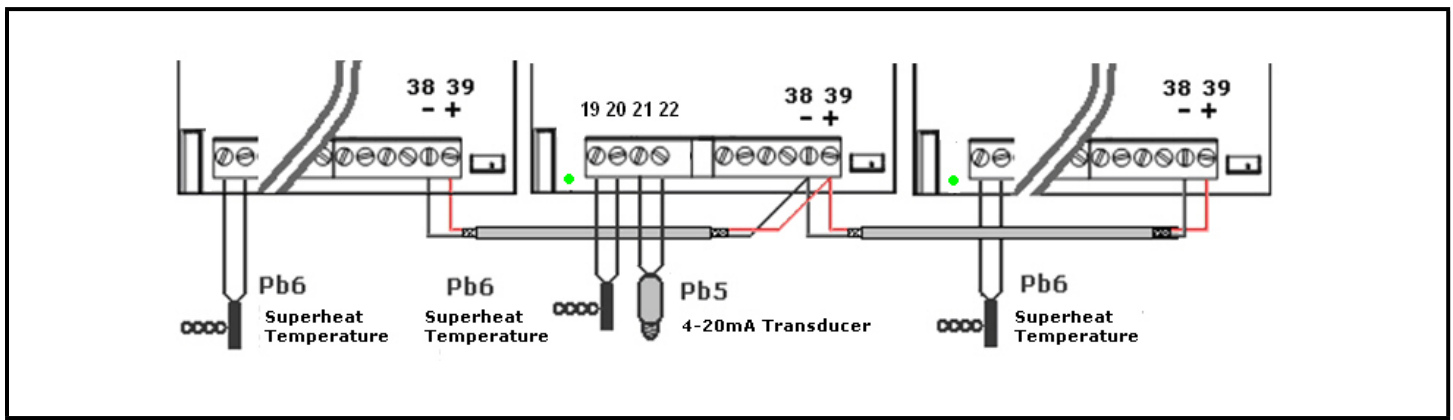 38 39
- +
19 20 21 22
38 39
- +
38 39
- +
Pb6
Superheat
Temperature
Pb6
Superheat
Temperature
Pb5
4-20mA Transducer
Pb6
Superheat
Temperature